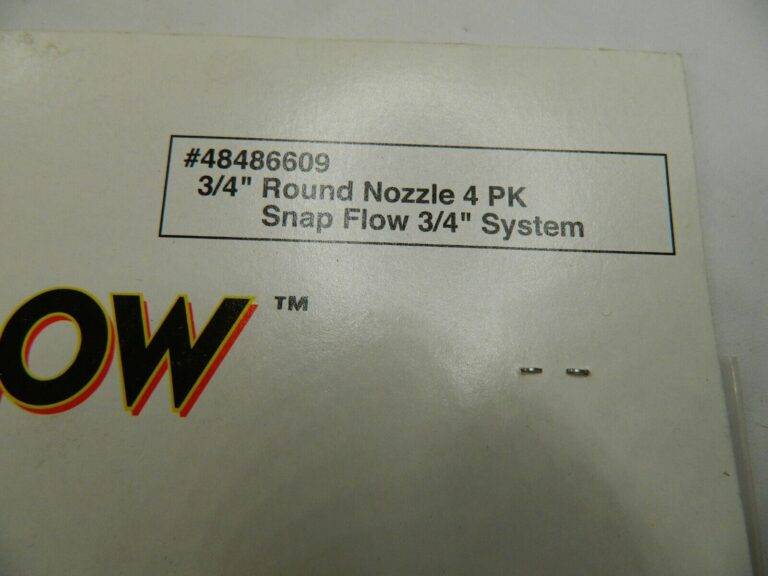 #48486609
3/4" Round Nozzle 4 PK
Snap Flow 3/4" System
OW ™